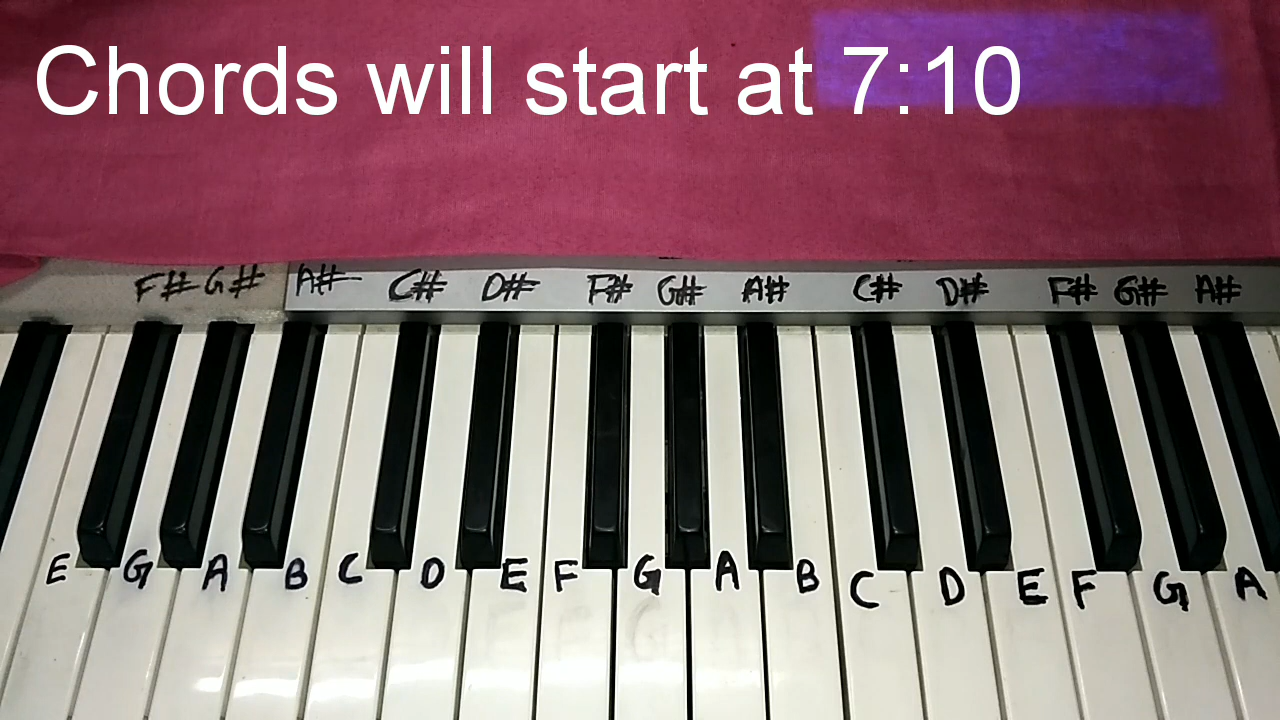 Chords will start at 7:10
F# G# A# C# D# F# G# A# C# D# F# G# A#
E G A B C D E F G A B C D E F G A